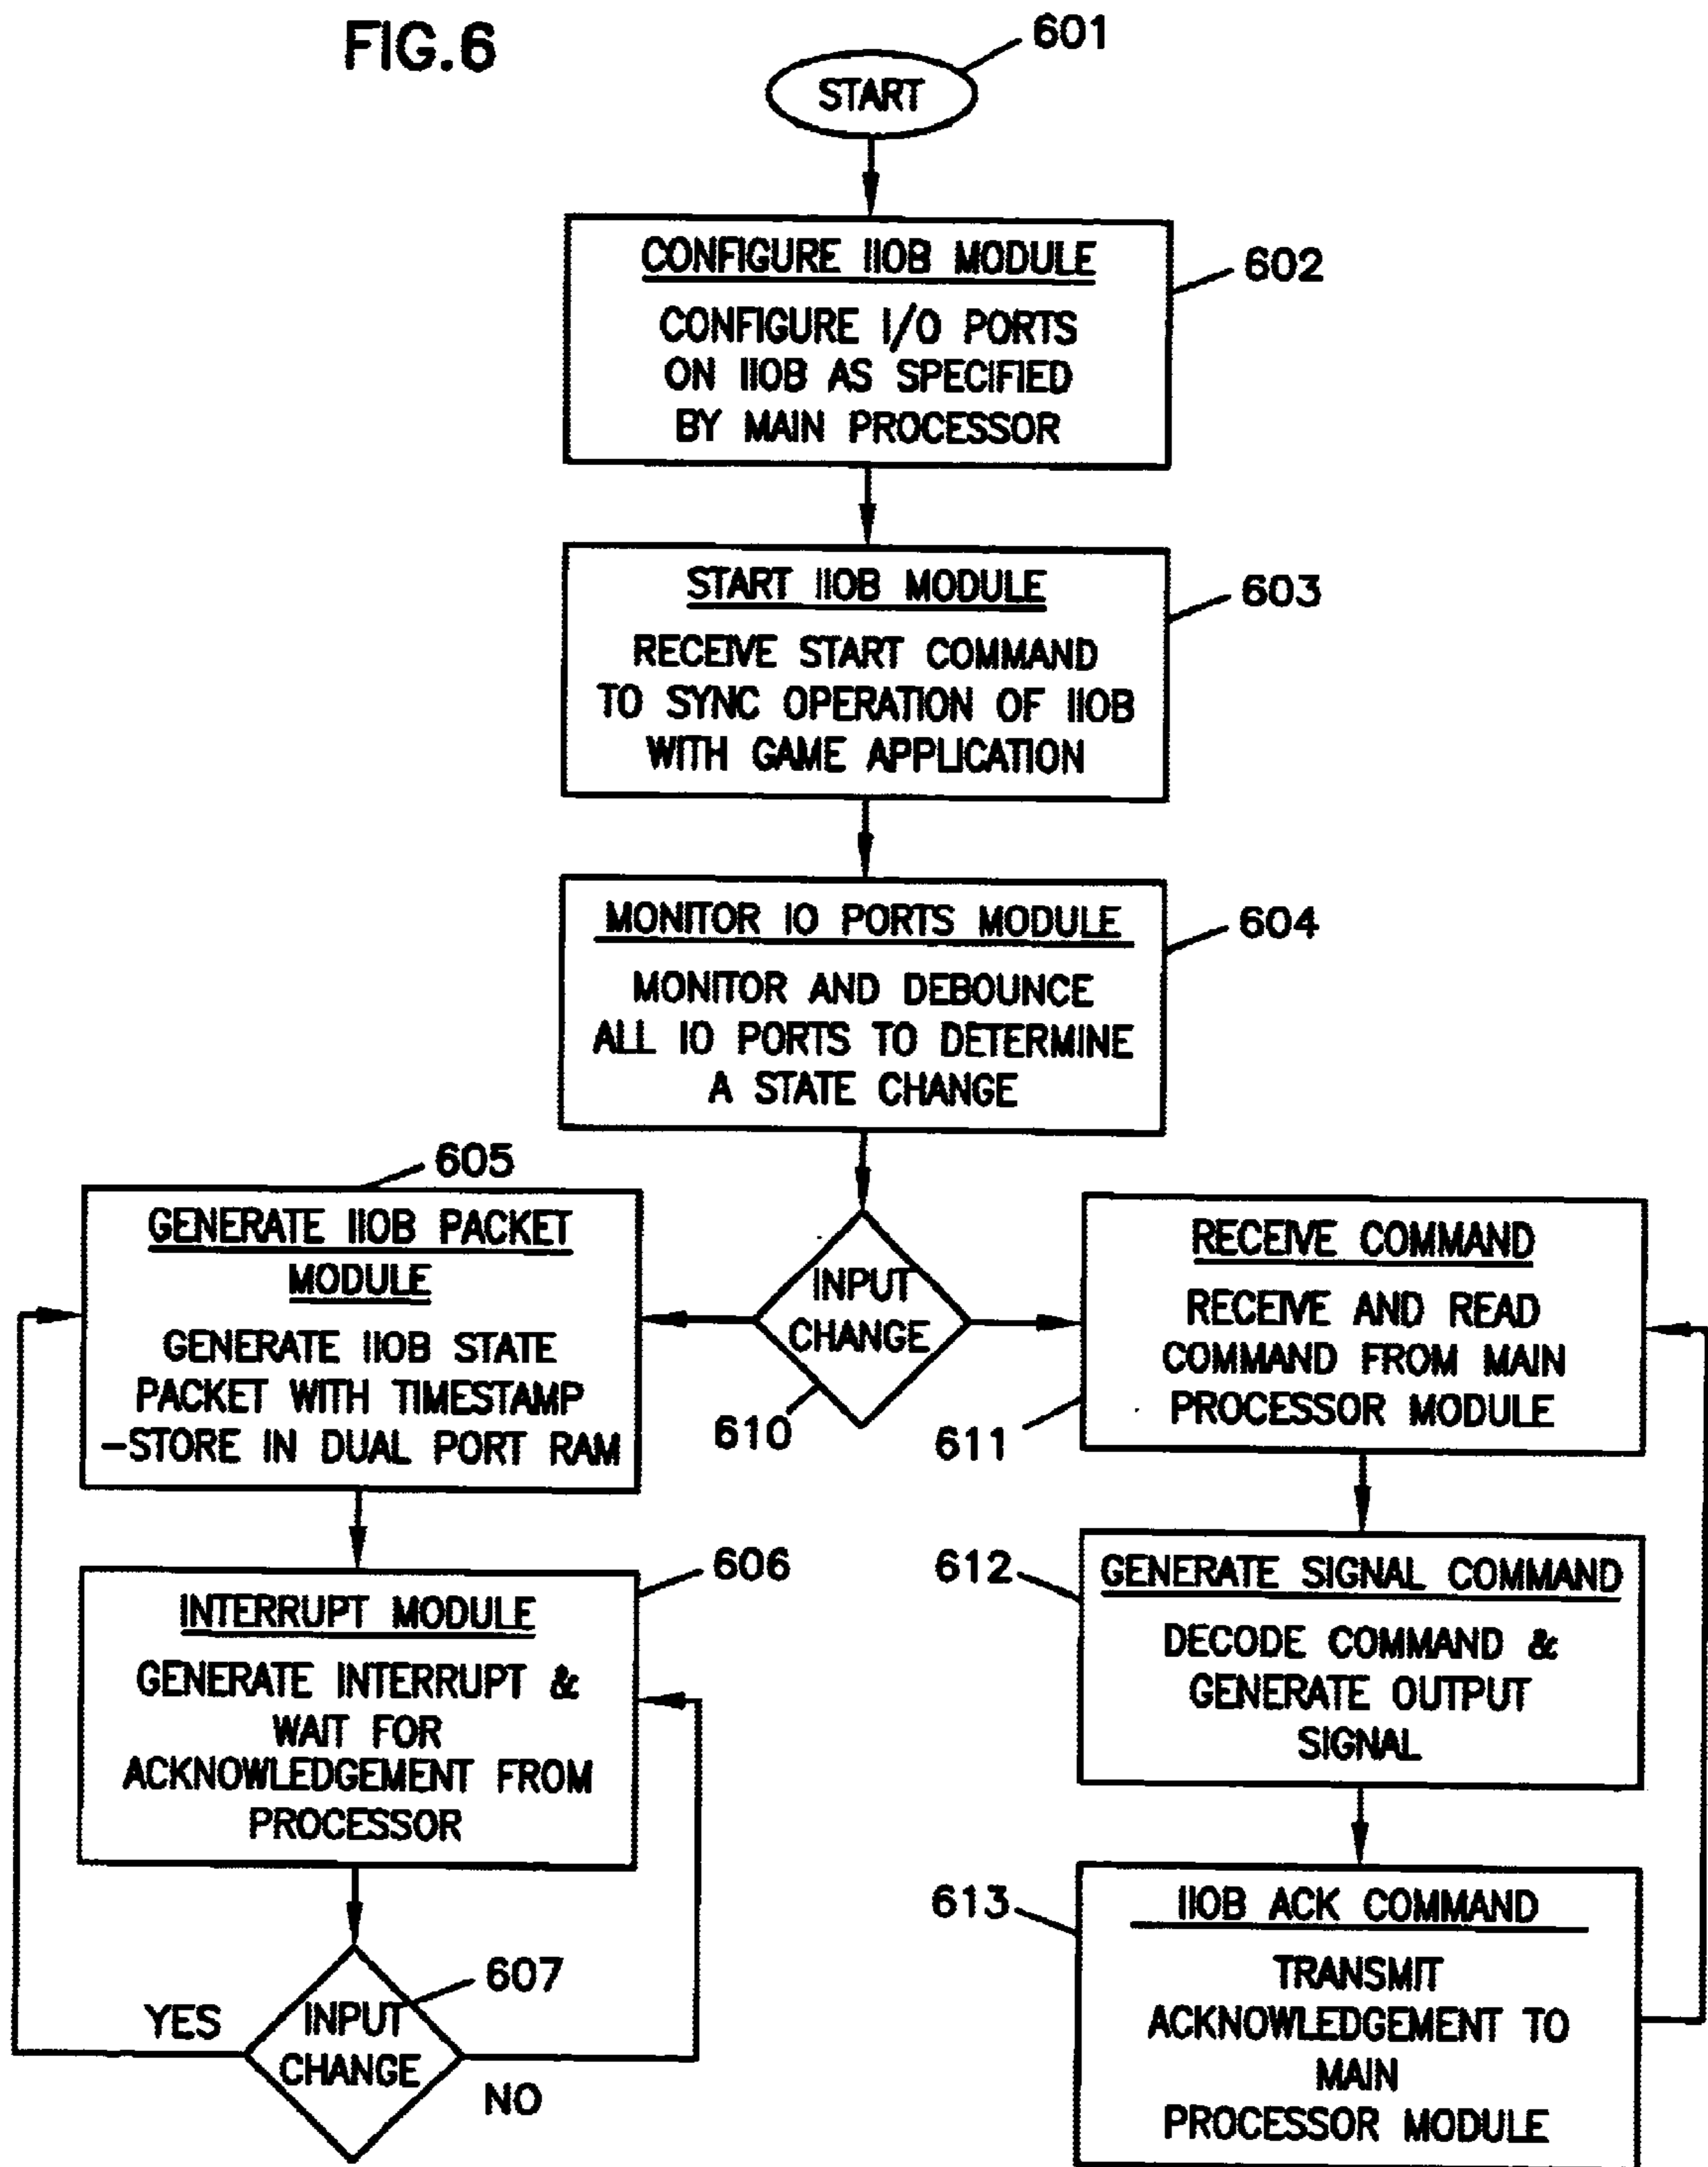 FIG.6
601
START
CONFIGURE IIOB MODULE
CONFIGURE I/O PORTS
ON IIOB AS SPECIFIED
BY MAIN PROCESSOR
602
START IIOB MODULE
RECEIVE START COMMAND
TO SYNC OPERATION OF IIOB
WITH GAME APPLICATION
603
MONITOR IO PORTS MODULE
MONITOR AND DEBOUNCE
ALL IO PORTS TO DETERMINE
A STATE CHANGE
604
605
GENERATE IIOB PACKET
MODULE
GENERATE IIOB STATE
PACKET WITH TIMESTAMP
-STORE IN DUAL PORT RAM
INPUT
CHANGE
610
RECEIVE COMMAND
RECEIVE AND READ
COMMAND FROM MAIN
PROCESSOR MODULE
611
606
INTERRUPT MODULE
GENERATE INTERRUPT &
WAIT FOR
ACKNOWLEDGEMENT FROM
PROCESSOR
612
GENERATE SIGNAL COMMAND
DECODE COMMAND &
GENERATE OUTPUT
SIGNAL
607
INPUT
CHANGE
YES
NO
613
IIOB ACK COMMAND
TRANSMIT
ACKNOWLEDGEMENT TO
MAIN
PROCESSOR MODULE